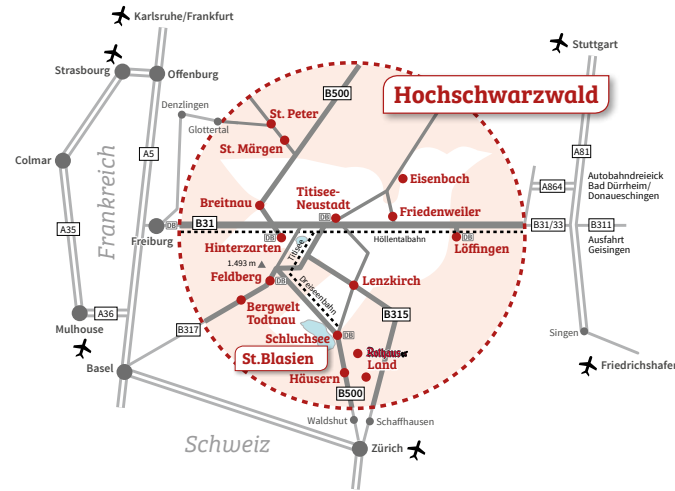 Karlsruhe/Frankfurt
Stuttgart
Strasbourg
Offenburg
B500
Hochschwarzwald
Denzlingen
Glottertal
St. Peter
St. Märgen
A5
A81
Colmar
Frankreich
Eisenbach
A864
Autobahndreieck
Bad Dürrheim/
Donaueschingen
Breitnau
Titisee-
Neustadt
Friedenweiler
A35
DB
B31
DB
B31/33
B311
Freiburg
Hinterzarten
DB
Titisee
Höllentalbahn
DB
Löffingen
Ausfahrt
Geisingen
1.493 m
Feldberg
DB
Dreiseenbahn
Lenzkirch
A36
Bergwelt
Todtnau
B315
Mulhouse
B317
Schluchsee
DB
Singen
St.Blasien
Rothaus
Land
Basel
Häusern
Friedrichshafen
B500
Waldshut
Schaffhausen
Schweiz
Zürich